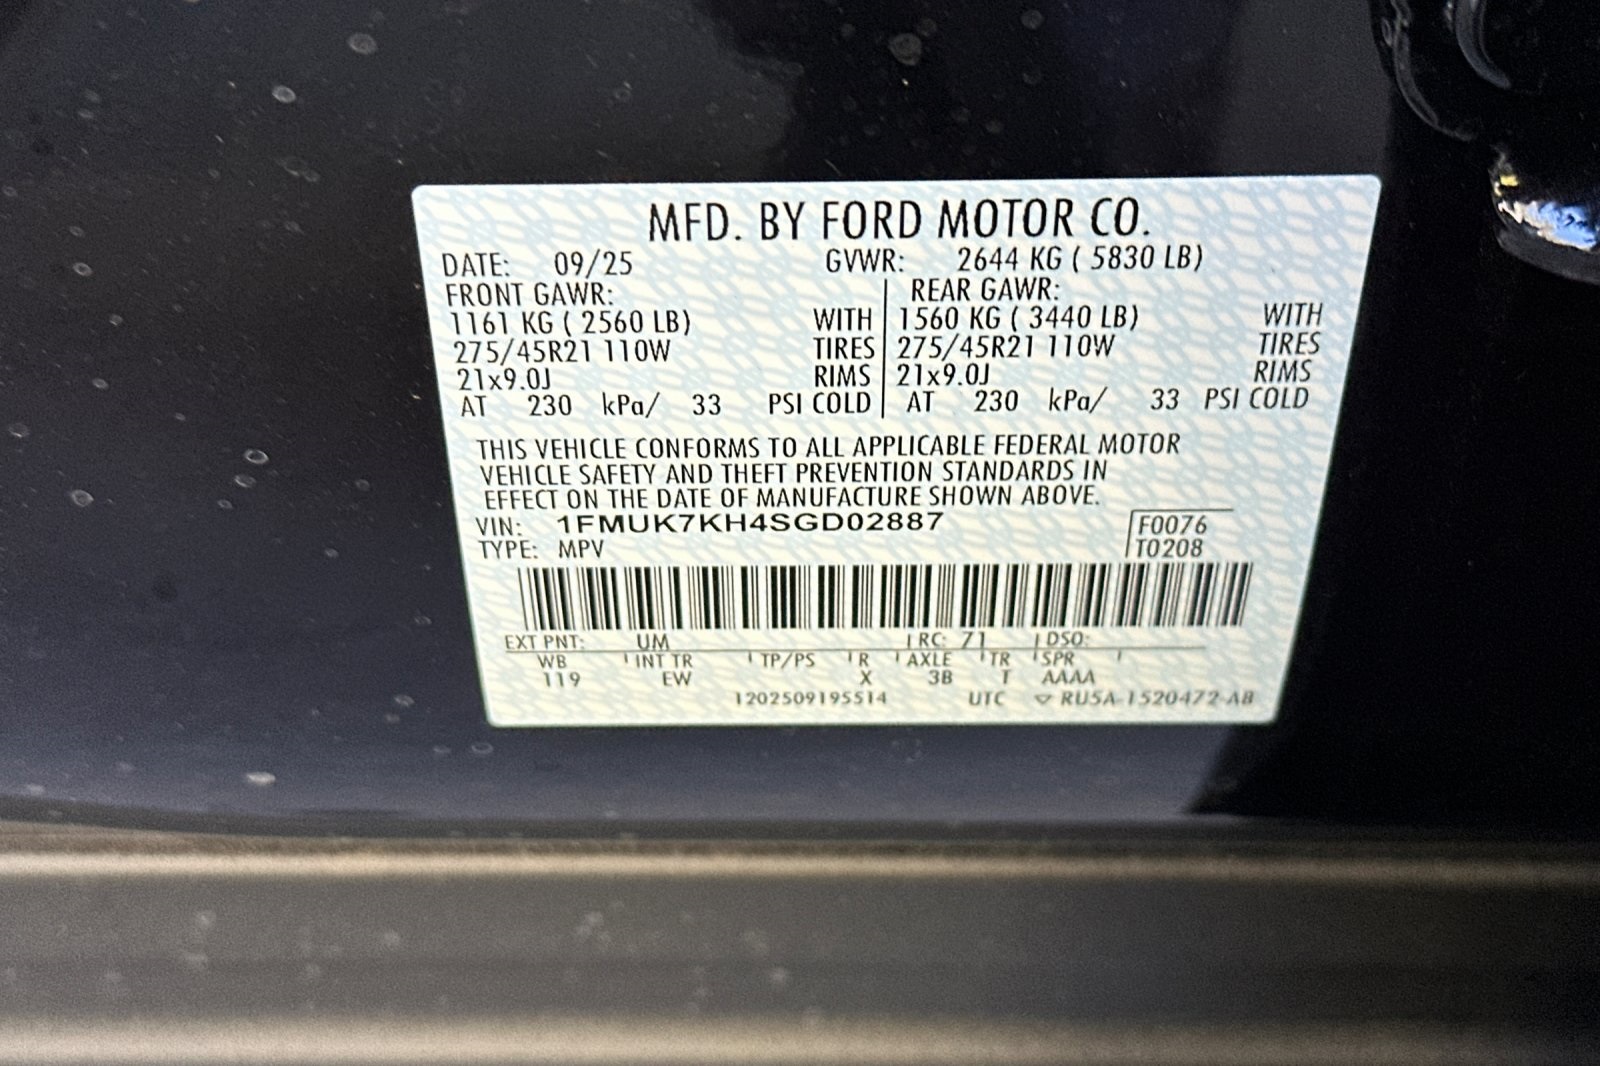 MFD. BY FORD MOTOR CO.
DATE: 09/25 GVWR: 2644 KG ( 5830 LB)
FRONT GAWR: REAR GAWR:
1161 KG ( 2560 LB) WITH 1560 KG ( 3440 LB) WITH
275/45R21 110W TIRES 275/45R21 110W TIRES
21x9.0J RIMS 21x9.0J RIMS
AT 230 kPa/ 33 PSI COLD AT 230 kPa/ 33 PSI COLD
THIS VEHICLE CONFORMS TO ALL APPLICABLE FEDERAL MOTOR
VEHICLE SAFETY AND THEFT PREVENTION STANDARDS IN
EFFECT ON THE DATE OF MANUFACTURE SHOWN ABOVE.
VIN: 1FMUK7KH4SGD02887 F0076
TYPE: MPV T0208
EXT PNT: UM RC: 71 DSO:
WB INT TR TP/PS R AXLE TR SPR
119 EW X 3B T AAAA
1202509195514 UTC ▽ RU5A-1520472-AB